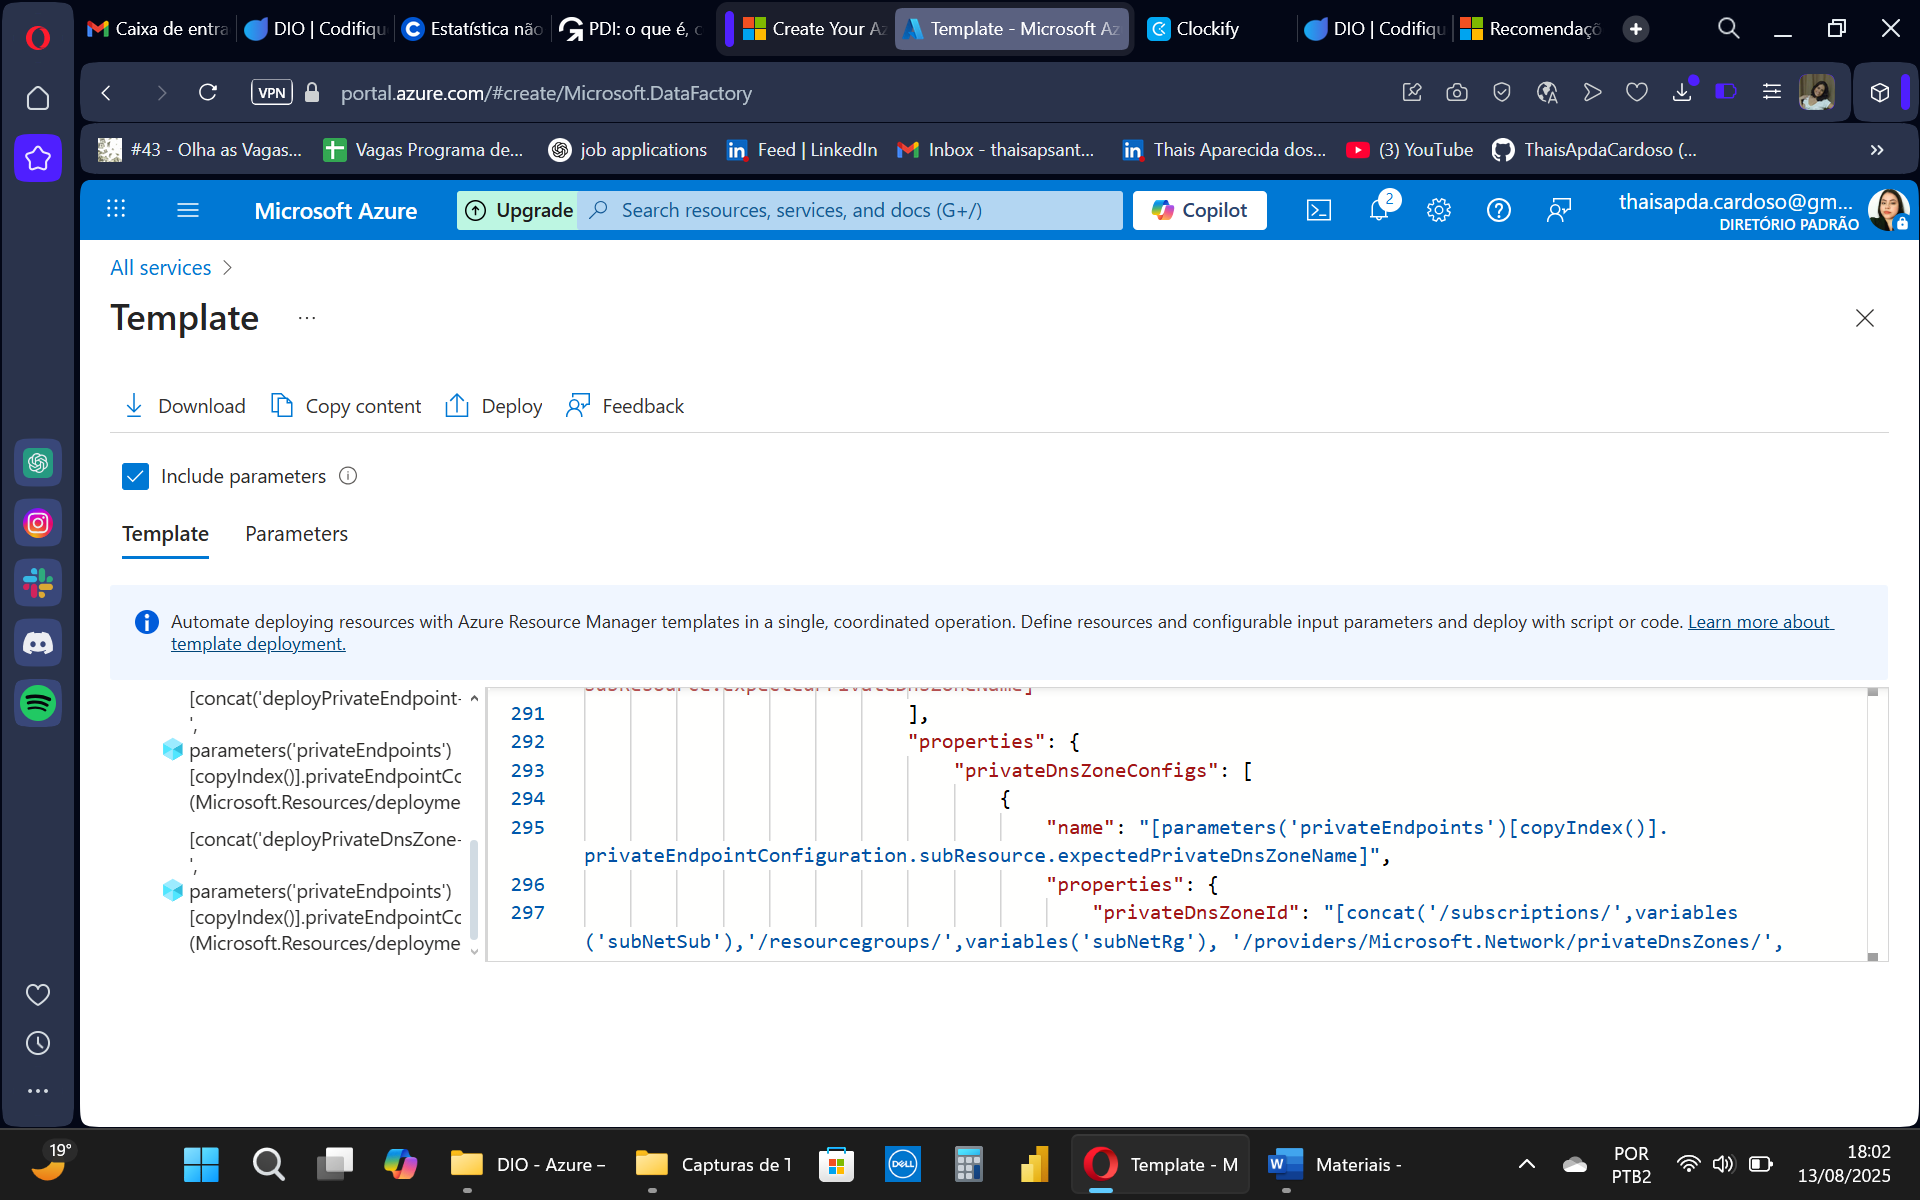 Caixa de entra
DIO | Codifiqu
Estatística não
PDI: o que é, c
Create Your Az
Template - Microsoft Az
Clockify
DIO | Codifiqu
Recomendaçõ
VPN
portal.azure.com/#create/Microsoft.DataFactory
#43 - Olha as Vagas...
Vagas Programa de...
job applications
Feed | LinkedIn
Inbox - thaisapsant...
Thais Aparecida dos...
(3) YouTube
ThaisApdaCardoso (...
Microsoft Azure
Upgrade
Search resources, services, and docs (G+/)
Copilot
2
thaisapda.cardoso@gm...
DIRETÓRIO PADRÃO
All services
Template
Download
Copy content
Deploy
Feedback
Include parameters
Template
Parameters
Automate deploying resources with Azure Resource Manager templates in a single, coordinated operation. Define resources and configurable input parameters and deploy with script or code. Learn more about
template deployment.
[concat('deployPrivateEndpoint-
',
parameters('privateEndpoints')
[copyIndex()].privateEndpointCo
(Microsoft.Resources/deployme
[concat('deployPrivateDnsZone-
',
parameters('privateEndpoints')
[copyIndex()].privateEndpointCo
(Microsoft.Resources/deployme
subResource.expectedPrivateDnsZoneName]"
291 ],
292 "properties": {
293 "privateDnsZoneConfigs": [
294 {
295 "name": "[parameters('privateEndpoints')[copyIndex()].
privateEndpointConfiguration.subResource.expectedPrivateDnsZoneName]",
296 "properties": {
297 "privateDnsZoneId": "[concat('/subscriptions/',variables
('subNetSub'),'/resourcegroups/',variables('subNetRg'), '/providers/Microsoft.Network/privateDnsZones/',
19°
DIO - Azure –
Capturas de T
DELL
Template - M
Materiais -
POR
PTB2
18:02
13/08/2025